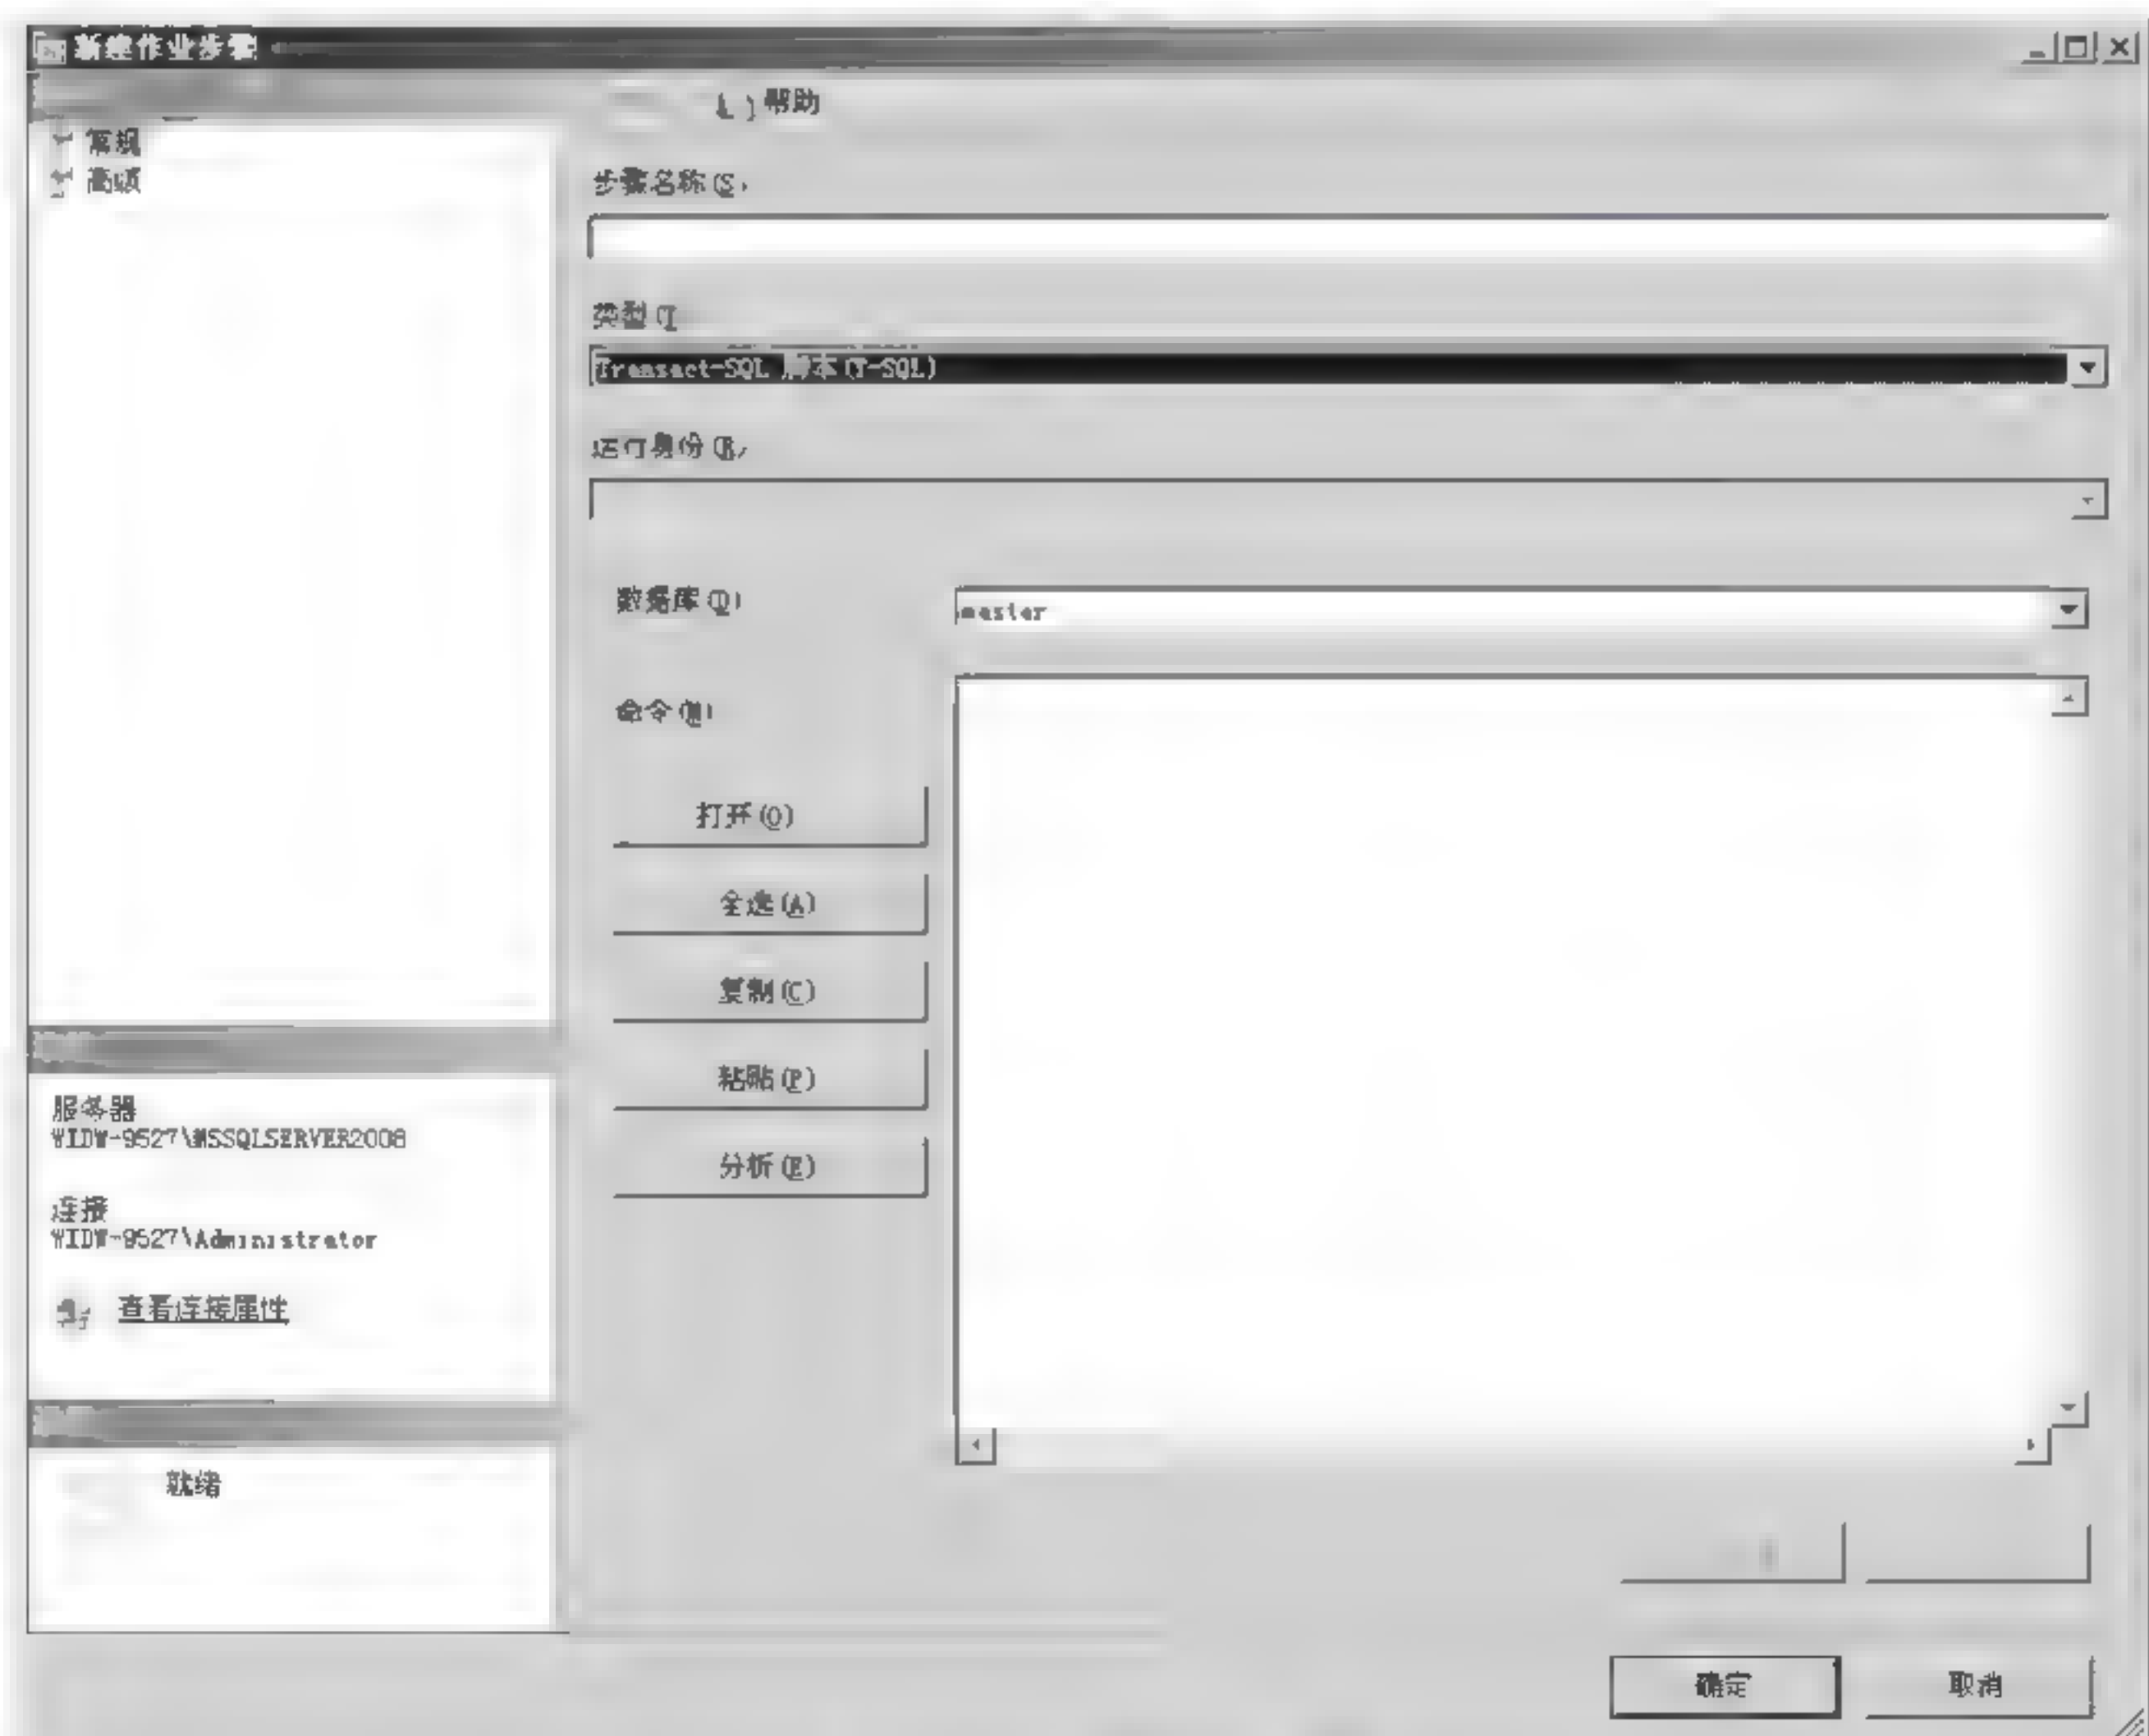 新建作业步骤
常规
高级
帮助
步骤名称(S)
类型(T
Transact-SQL 脚本(T-SQL)
运行身份(R)
数据库(D)
master
命令(M)
打开(O)
全选(A)
复制(C)
粘贴(P)
分析(E)
服务器
WIDW-9527\MSSQLSERVER2008
连接
WIDW-9527\Administrator
查看连接属性
就绪
确定
取消